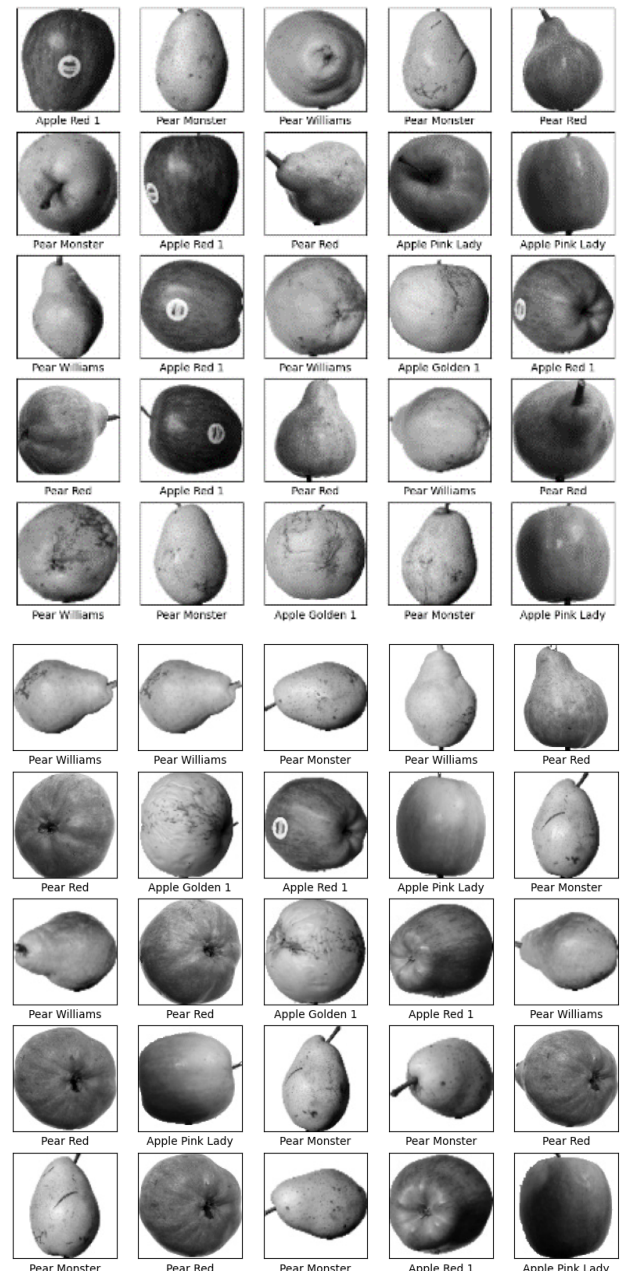 Apple Red 1 Pear Monster Pear Williams Pear Monster Pear Red
Pear Monster Apple Red 1 Pear Red Apple Pink Lady Apple Pink Lady
Pear Williams Apple Red 1 Pear Williams Apple Golden 1 Apple Red 1
Pear Red Apple Red 1 Pear Red Pear Williams Pear Red
Pear Williams Pear Monster Apple Golden 1 Pear Monster Apple Pink Lady
Pear Williams Pear Williams Pear Monster Pear Williams Pear Red
Pear Red Apple Golden 1 Apple Red 1 Apple Pink Lady Pear Monster
Pear Williams Pear Red Apple Golden 1 Apple Red 1 Pear Williams
Pear Red Apple Pink Lady Pear Monster Pear Monster Pear Red
Pear Monster Pear Red Pear Monster Apple Red 1 Apple Pink Lady